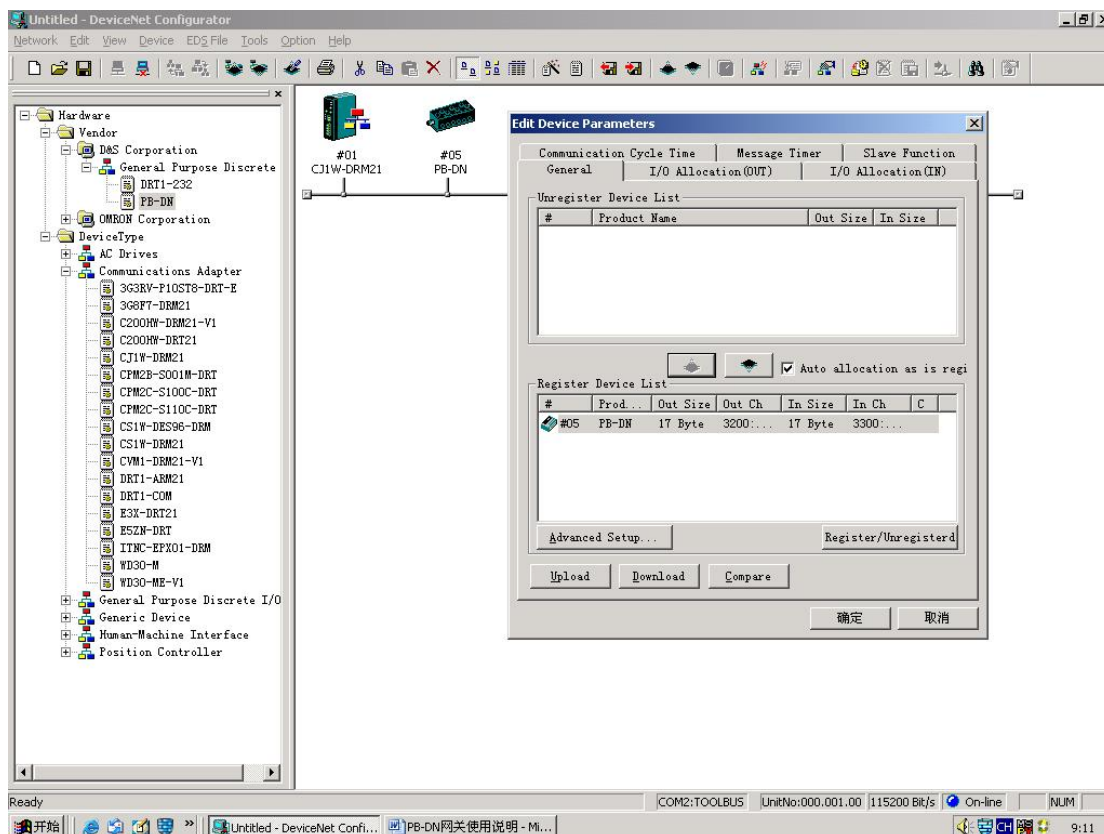 Untitled - DeviceNet Configurator
Network Edit View Device EDS File Tools Option Help
Hardware
Vendor
D&S Corporation
General Purpose Discrete
DRT1-232
PB-DN
OMRON Corporation
DeviceType
AC Drives
Communications Adapter
3G3RV-P10ST8-DRT-E
3G8F7-DRM21
C200HW-DRM21-V1
C200HW-DRT21
CJ1W-DRM21
CPM2B-S001M-DRT
CPM2C-S100C-DRT
CPM2C-S110C-DRT
CS1W-DES96-DRM
CS1W-DRM21
CVM1-DRM21-V1
DRT1-ARM21
DRT1-COM
E3X-DRT21
E5ZN-DRT
ITNC-EPX01-DRM
WD30-M
WD30-ME-V1
General Purpose Discrete I/O
Generic Device
Human-Machine Interface
Position Controller
#01
CJ1W-DRM21
#05
PB-DN
Edit Device Parameters
Communication Cycle Time Message Timer Slave Function
General I/O Allocation(OUT) I/O Allocation(IN)
Unregister Device List
# Product Name Out Size In Size
Auto allocation as is regi
Register Device List
# Prod... Out Size Out Ch In Size In Ch C
#05 PB-DN 17 Byte 3200:... 17 Byte 3300:...
Advanced Setup... Register/Unregisterd
Upload Download Compare
确定 取消
Ready COM2:TOOLBUS UnitNo:000.001.00 115200 Bit/s On-line NUM
开始 » Untitled - DeviceNet Confi... PB-DN网关使用说明 - Mi... CH 9:11